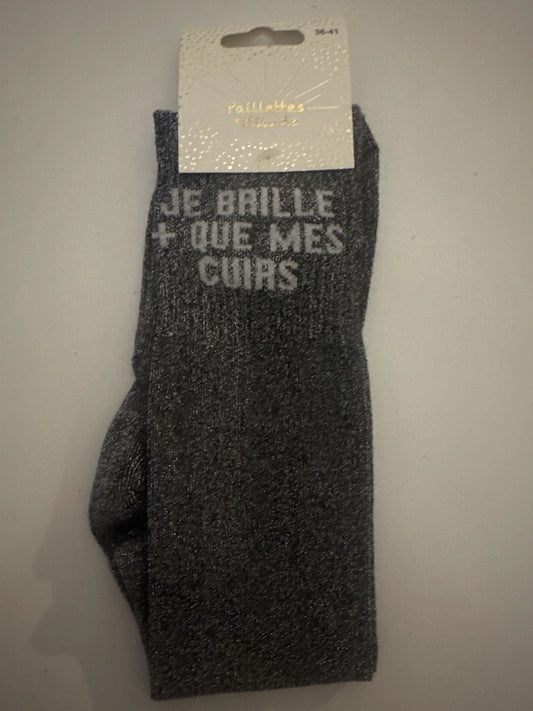 36-41
Paillettes
JE BRILLE
+ QUE MES
CUIRS